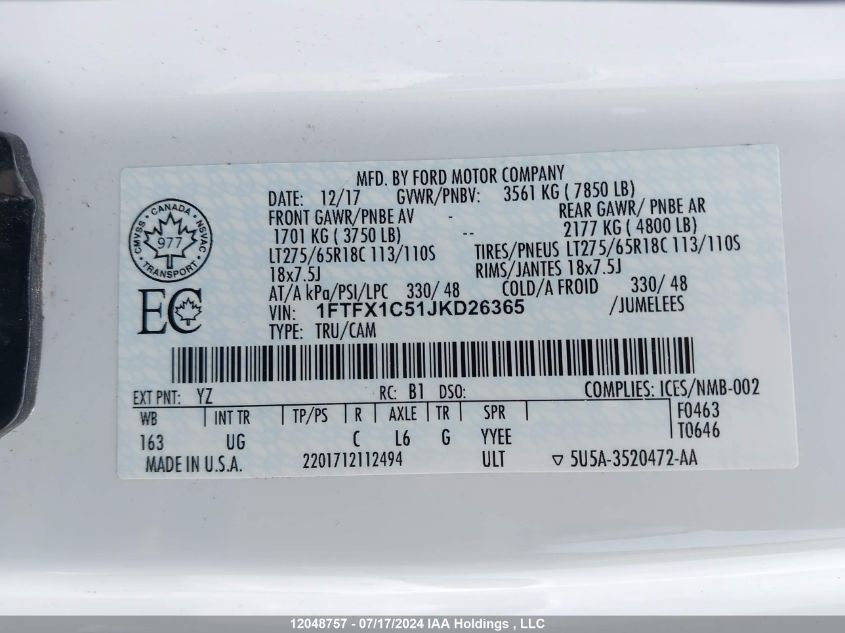 MFD. BY FORD MOTOR COMPANY
DATE: 12/17 GVWR/PNBV: 3561 KG ( 7850 LB)
FRONT GAWR/PNBE AV - REAR GAWR/ PNBE AR
1701 KG ( 3750 LB) -- 2177 KG ( 4800 LB)
LT275/65R18C 113/110S TIRES/PNEUS LT275/65R18C 113/110S
18x7.5J RIMS/JANTES 18x7.5J
AT/A kPa/PSI/LPC 330/ 48 COLD/A FROID 330/ 48
VIN: 1FTFX1C51JKD26365 /JUMELEES
TYPE: TRU/CAM
CMVSS • CANADA • NSVAC
977
TRANSPORT
EC
EXT PNT: YZ RC: B1 DSO: COMPLIES: ICES/NMB-002
WB INT TR TP/PS R AXLE TR SPR F0463
163 UG C L6 G YYEE T0646
MADE IN U.S.A. 2201712112494 ULT ▽ 5U5A-3520472-AA
12048757 - 07/17/2024 IAA Holdings , LLC